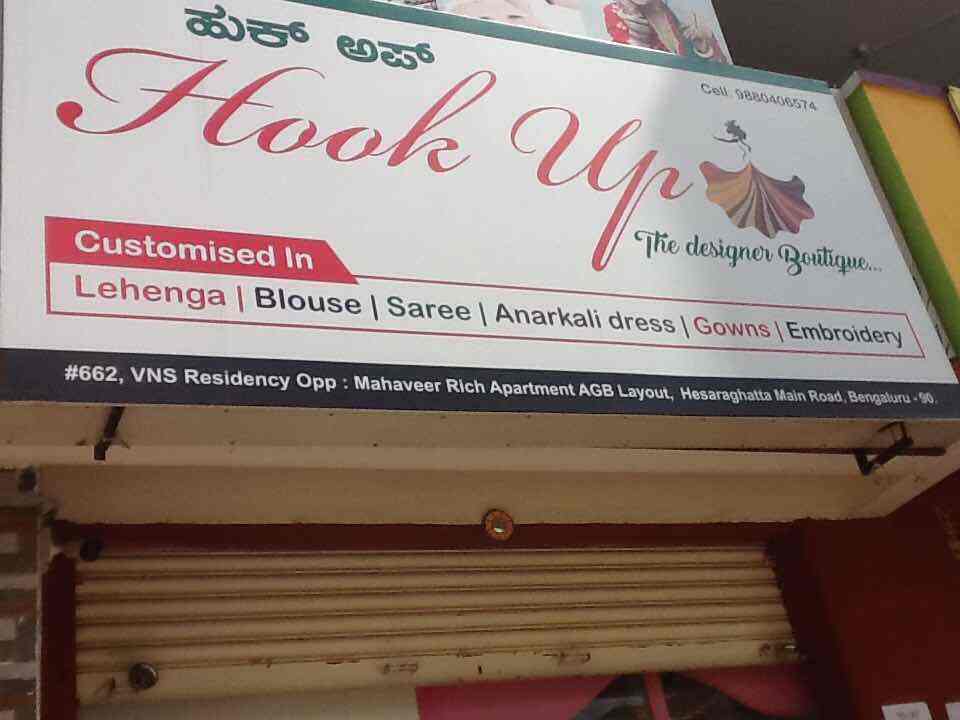 ಹುಕ್ ಅಪ್
Cell: 9880406574
Hook Up
The designer Boutique...
Customised In
Lehenga | Blouse | Saree | Anarkali dress | Gowns | Embroidery
#662, VNS Residency Opp : Mahaveer Rich Apartment AGB Layout, Hesaraghatta Main Road, Bengaluru - 90.